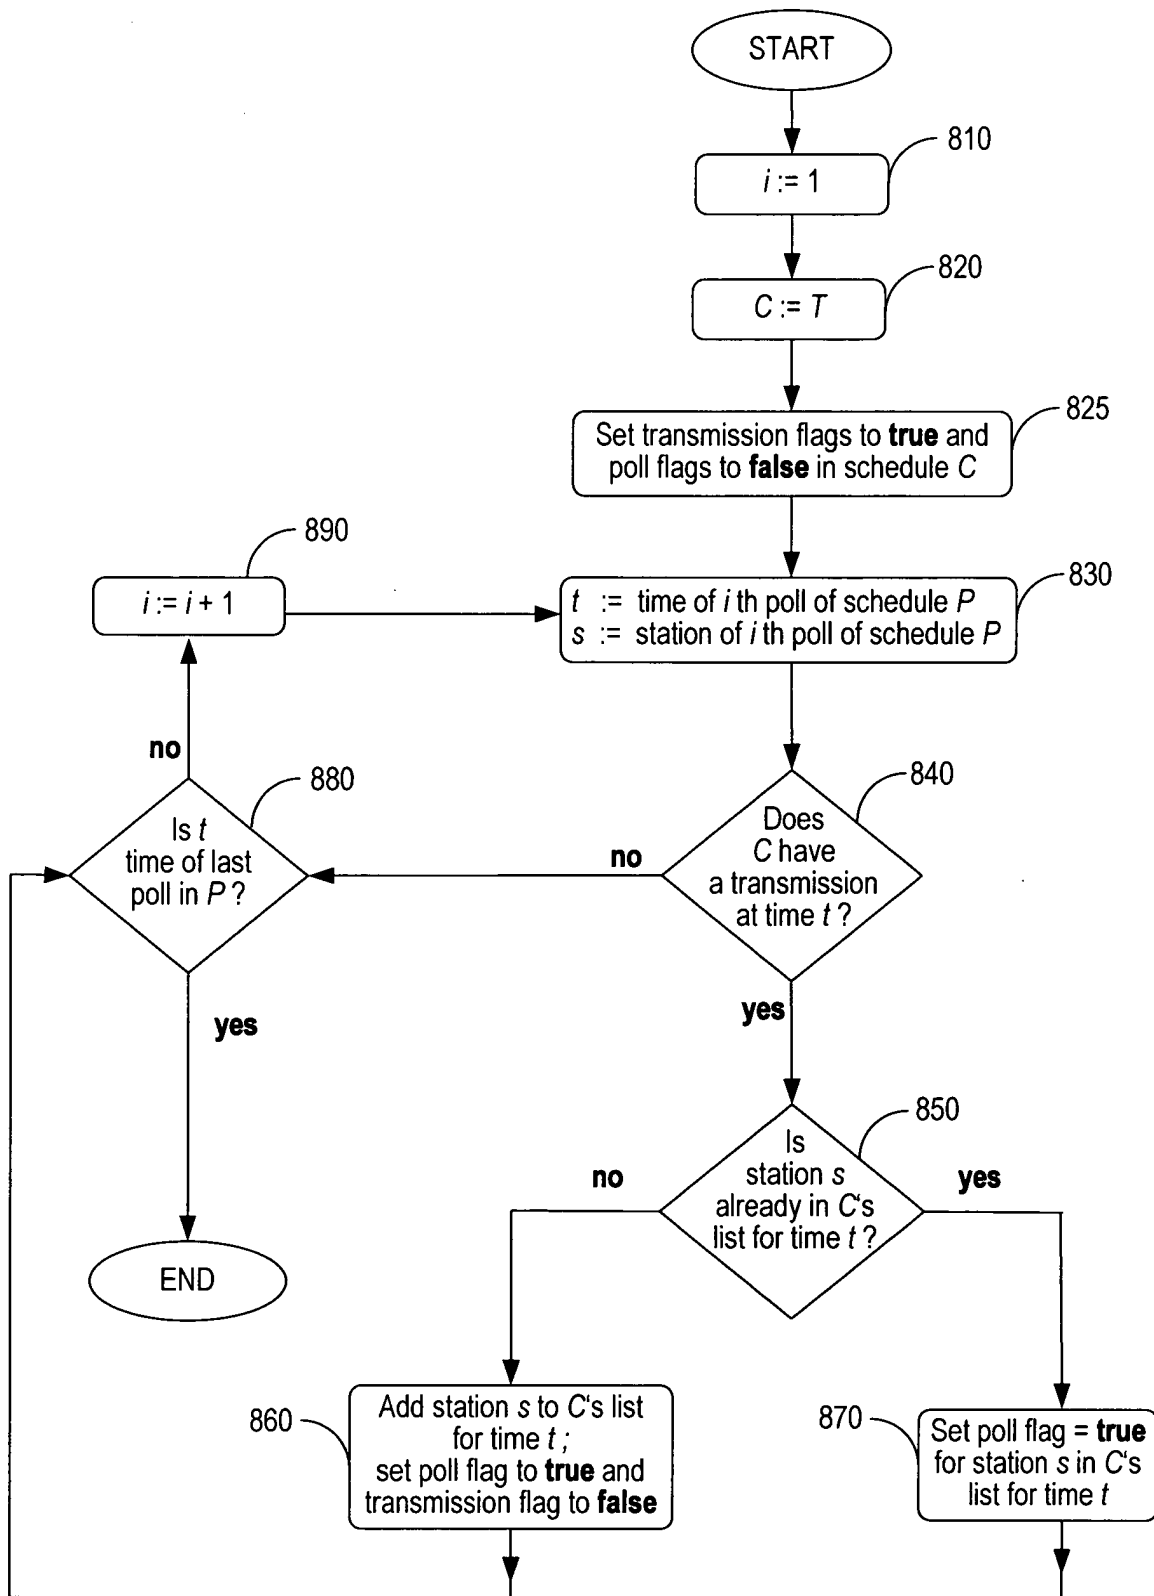 START
810
i := 1
820
C := T
825
Set transmission flags to true and
poll flags to false in schedule C
890
i := i + 1
830
t := time of i th poll of schedule P
s := station of i th poll of schedule P
no
880
Is t
time of last
poll in P ?
840
Does
C have
a transmission
at time t ?
no
yes
yes
850
Is
station s
already in C‘s
list for time t ?
no
yes
END
860
Add station s to C‘s list
for time t ;
set poll flag to true and
transmission flag to false
870
Set poll flag = true
for station s in C‘s
list for time t